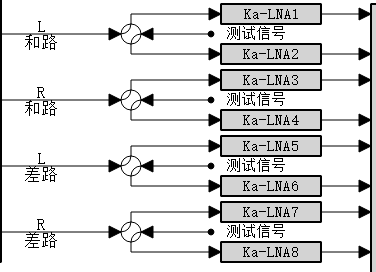 Ka-LNA1
L
和路
测试信号
Ka-LNA2
Ka-LNA3
R
和路
测试信号
Ka-LNA4
Ka-LNA5
L
差路
测试信号
Ka-LNA6
Ka-LNA7
R
差路
测试信号
Ka-LNA8